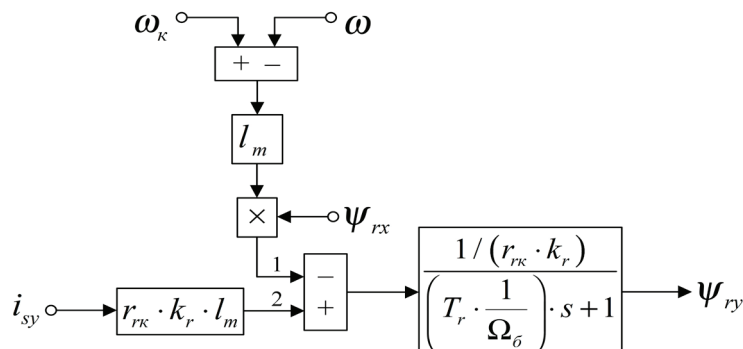 ω_к ω
+ −
l_m
× ψ_rx
1 −
i_sy r_rк · k_r · l_m 2 +
1 / (r_rк · k_r)
(T_r · 1/Ω_б) · s + 1
ψ_ry